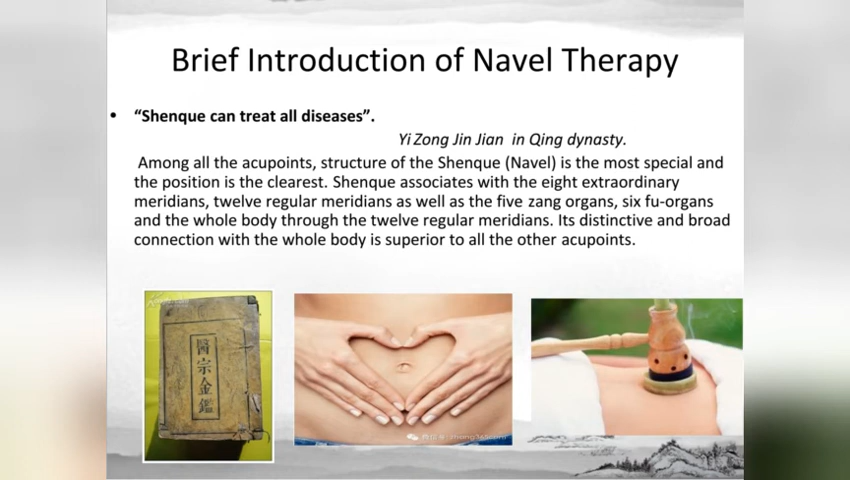 Brief Introduction of Navel Therapy
• “Shenque can treat all diseases”.
Yi Zong Jin Jian in Qing dynasty.
Among all the acupoints, structure of the Shenque (Navel) is the most special and
the position is the clearest. Shenque associates with the eight extraordinary
meridians, twelve regular meridians as well as the five zang organs, six fu-organs
and the whole body through the twelve regular meridians. Its distinctive and broad
connection with the whole body is superior to all the other acupoints.
醫宗金鑑